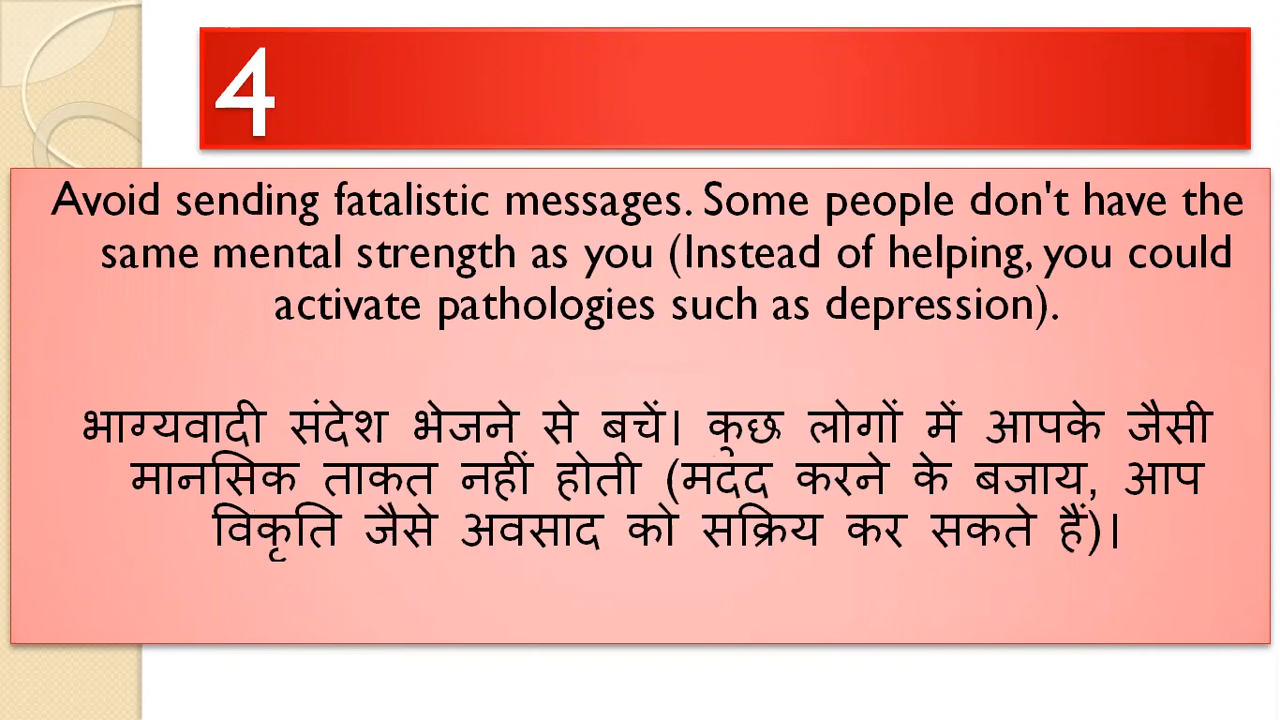 4
Avoid sending fatalistic messages. Some people don't have the
same mental strength as you (Instead of helping, you could
activate pathologies such as depression).
भाग्यवादी संदेश भेजने से बचें। कुछ लोगों में आपके जैसी
मानसिक ताकत नहीं होती (मदद करने के बजाय, आप
विकृति जैसे अवसाद को सक्रिय कर सकते हैं)।